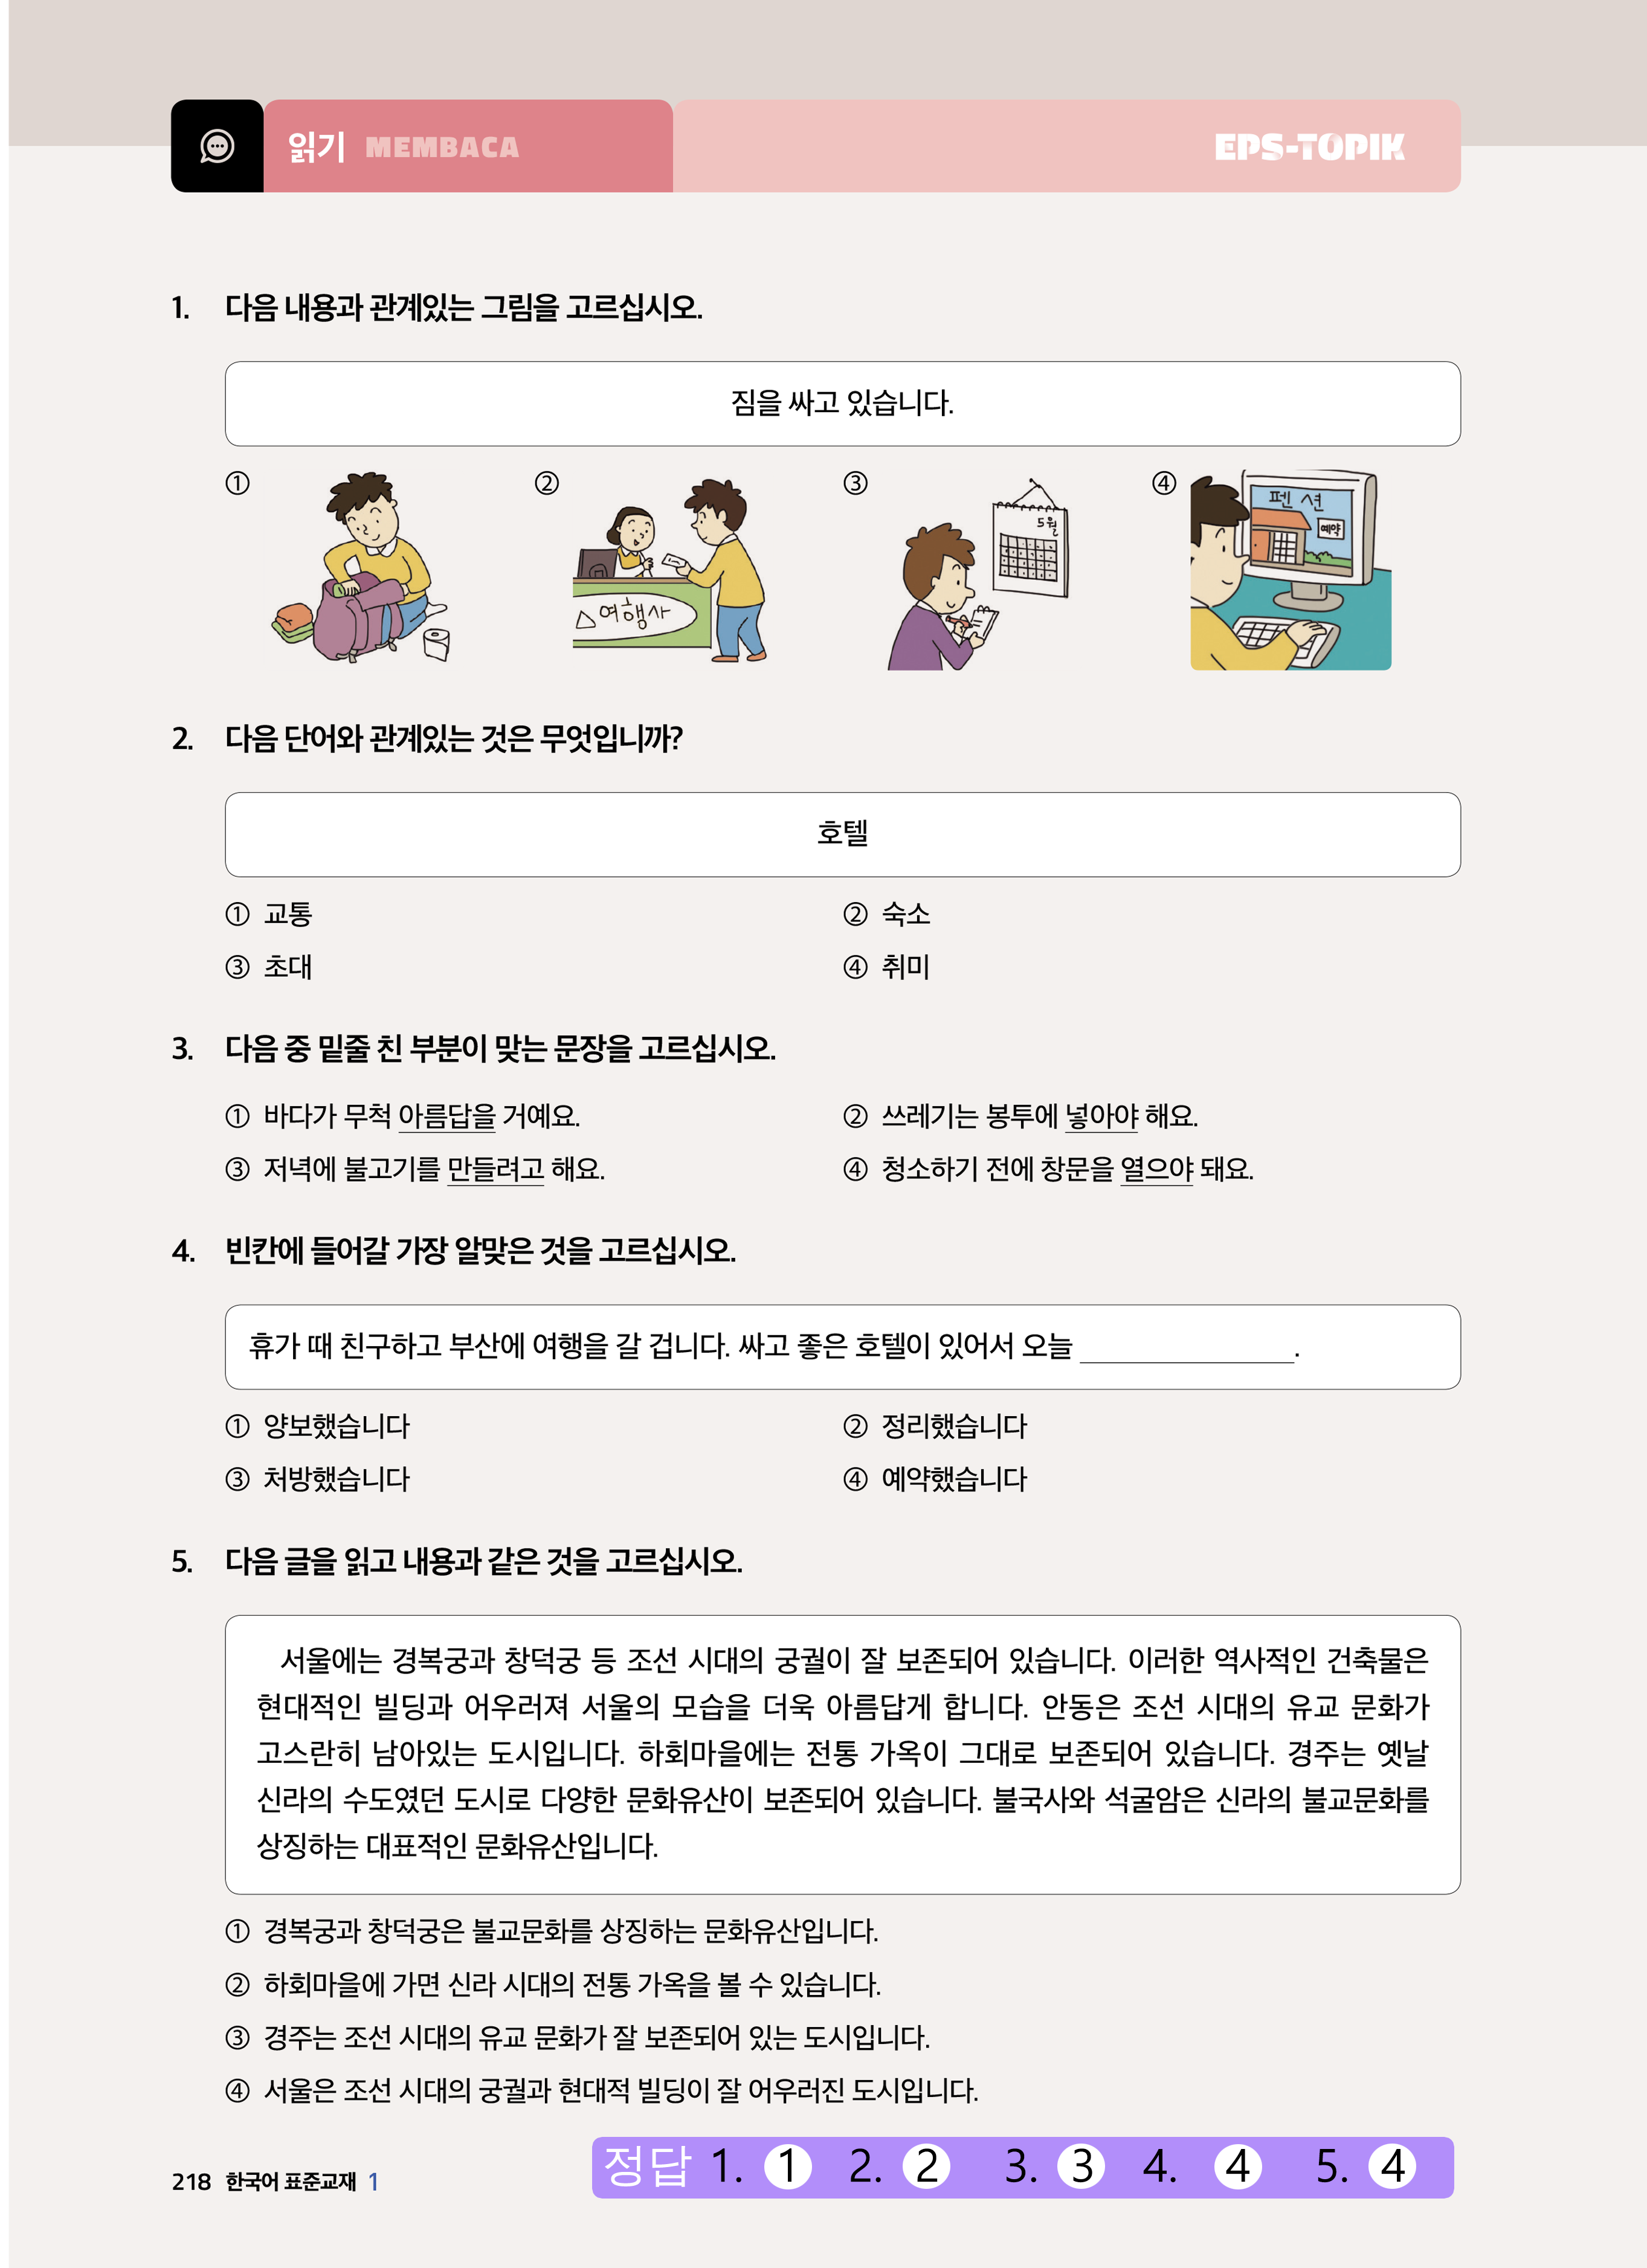 읽기 MEMBACA
EPS-TOPIK
1. 다음 내용과 관계있는 그림을 고르십시오.
짐을 싸고 있습니다.
① ② ③ ④
5월
펜션
예약
△여행사
2. 다음 단어와 관계있는 것은 무엇입니까?
호텔
① 교통 ② 숙소
③ 초대 ④ 취미
3. 다음 중 밑줄 친 부분이 맞는 문장을 고르십시오.
① 바다가 무척 아름답을 거예요. ② 쓰레기는 봉투에 넣아야 해요.
③ 저녁에 불고기를 만들려고 해요. ④ 청소하기 전에 창문을 열으야 돼요.
4. 빈칸에 들어갈 가장 알맞은 것을 고르십시오.
휴가 때 친구하고 부산에 여행을 갈 겁니다. 싸고 좋은 호텔이 있어서 오늘 ______________.
① 양보했습니다 ② 정리했습니다
③ 처방했습니다 ④ 예약했습니다
5. 다음 글을 읽고 내용과 같은 것을 고르십시오.
서울에는 경복궁과 창덕궁 등 조선 시대의 궁궐이 잘 보존되어 있습니다. 이러한 역사적인 건축물은
현대적인 빌딩과 어우러져 서울의 모습을 더욱 아름답게 합니다. 안동은 조선 시대의 유교 문화가
고스란히 남아있는 도시입니다. 하회마을에는 전통 가옥이 그대로 보존되어 있습니다. 경주는 옛날
신라의 수도였던 도시로 다양한 문화유산이 보존되어 있습니다. 불국사와 석굴암은 신라의 불교문화를
상징하는 대표적인 문화유산입니다.
① 경복궁과 창덕궁은 불교문화를 상징하는 문화유산입니다.
② 하회마을에 가면 신라 시대의 전통 가옥을 볼 수 있습니다.
③ 경주는 조선 시대의 유교 문화가 잘 보존되어 있는 도시입니다.
④ 서울은 조선 시대의 궁궐과 현대적 빌딩이 잘 어우러진 도시입니다.
정답 1. ① 2. ② 3. ③ 4. ④ 5. ④
218 한국어 표준교재 1